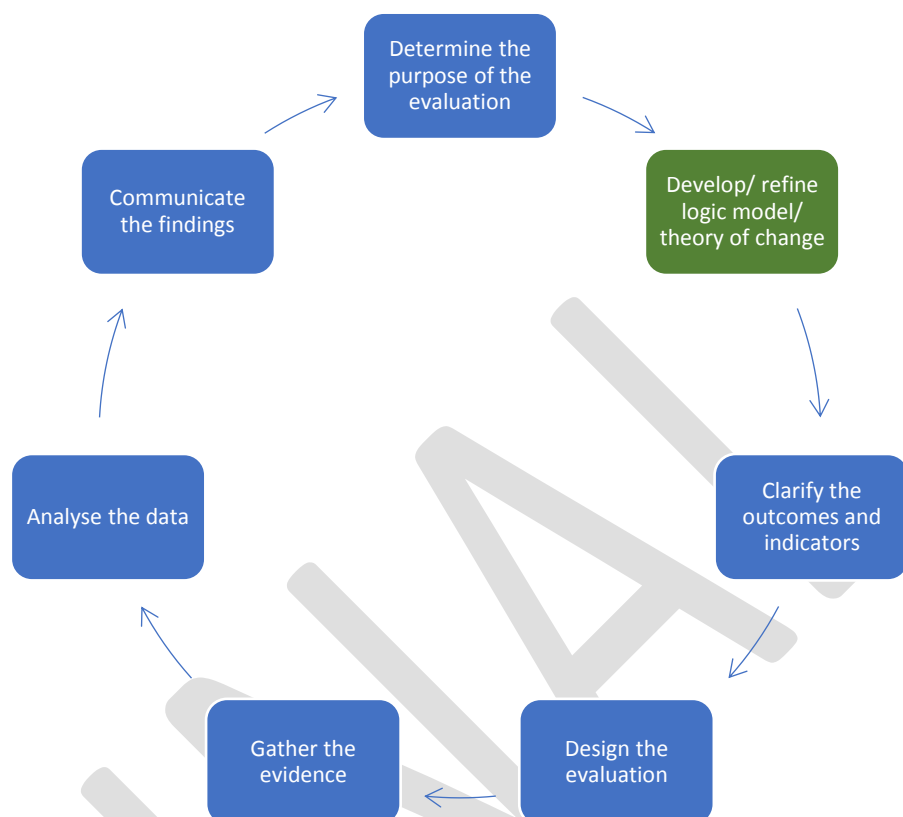 Determine the
purpose of the
evaluation
Develop/ refine
logic model/
theory of change
Clarify the
outcomes and
indicators
Design the
evaluation
Gather the
evidence
Analyse the data
Communicate
the findings